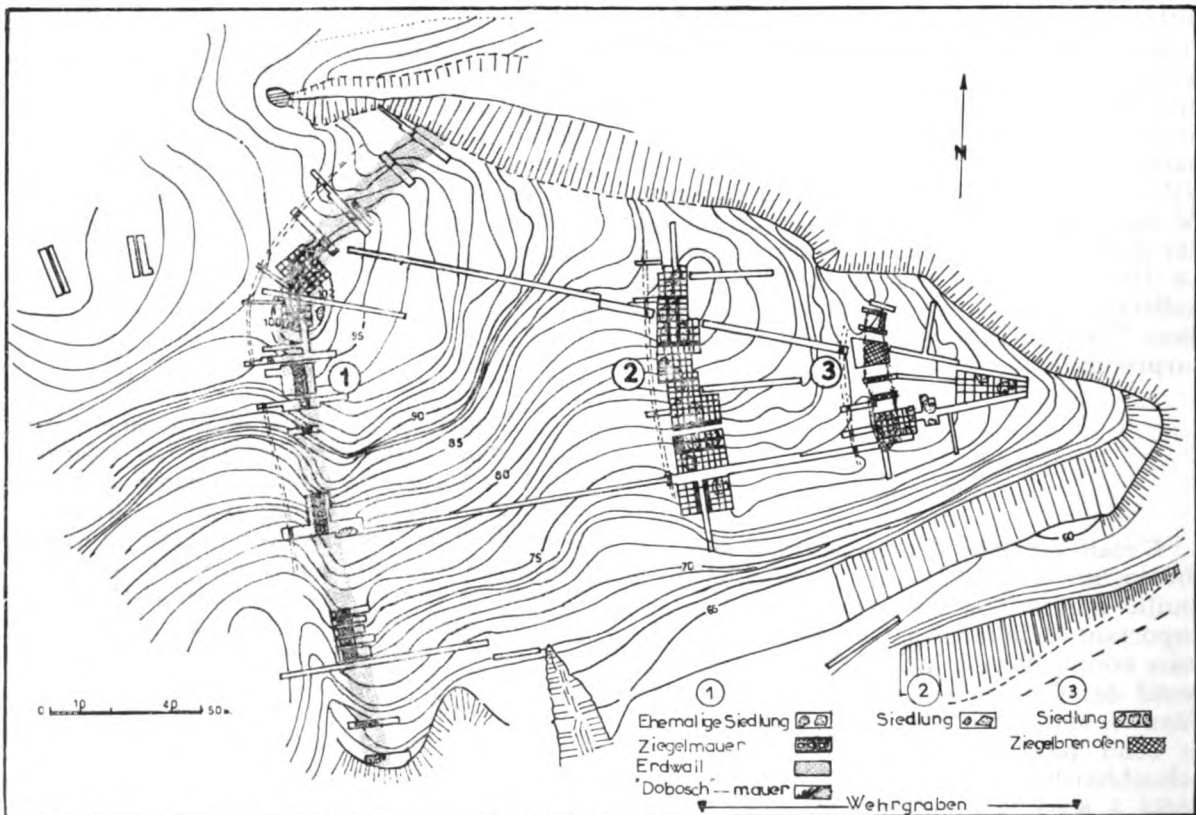 N
1
2
3
100
95
90
85
80
75
70
65
60
0 10 40 50 m
1
Ehemalige Siedlung
Ziegelmauer
Erdwall
"Dobosch"-- mauer
2
Siedlung
3
Siedlung
Ziegelbrenofen
Wehrgraben